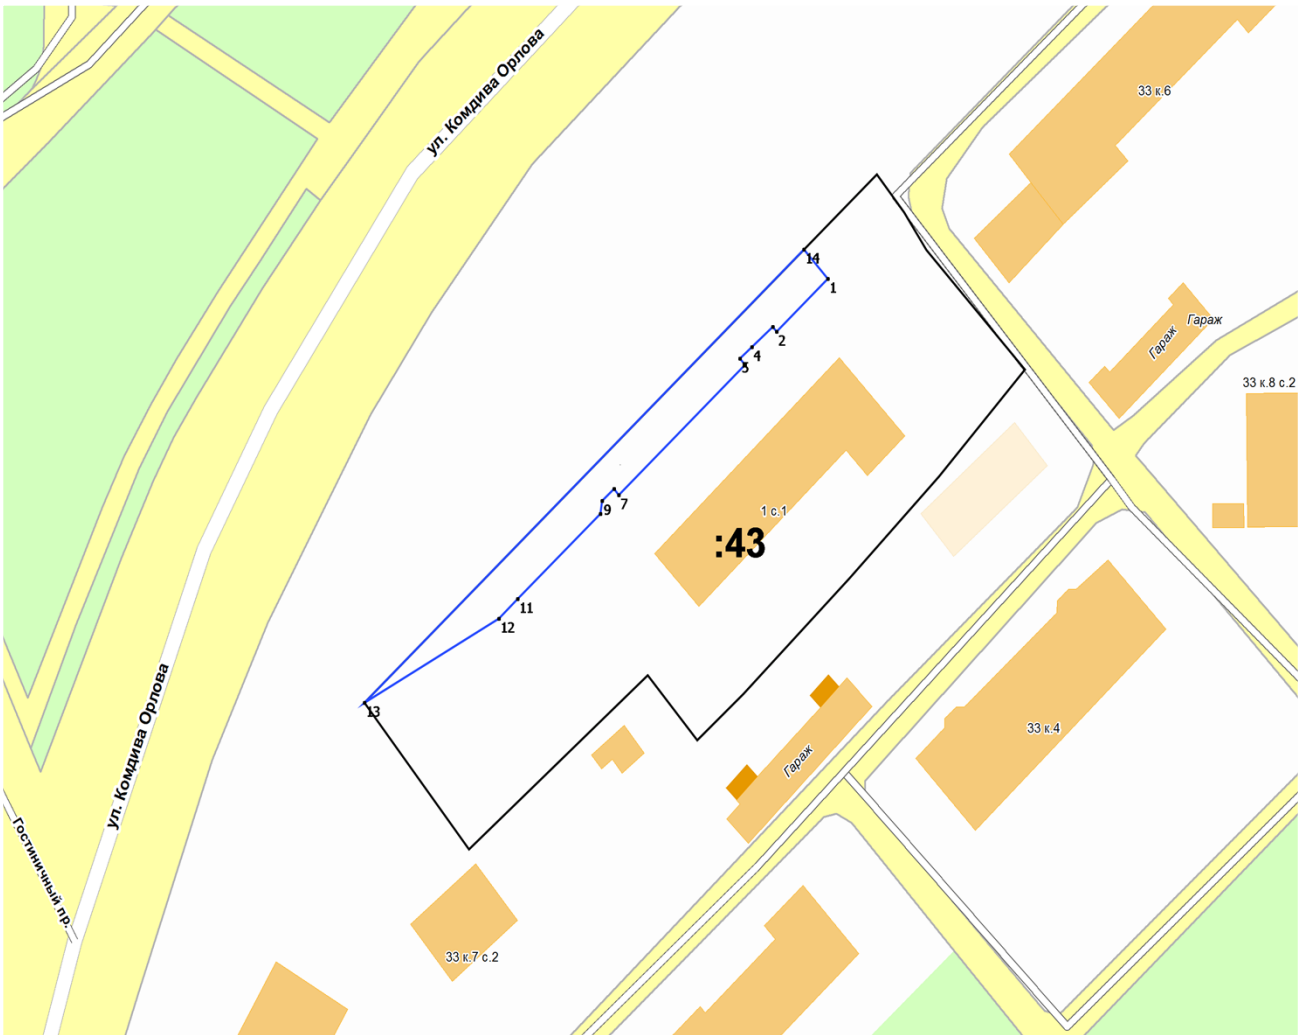 ул. Комдива Орлова
33 к.6
14
1
Гараж
Гараж
2
4
5
33 к.8 с.2
7
9
1 с.1
:43
11
12
13
ул. Комдива Орлова
33 к.4
Гараж
Гостиничный пр.
33 к.7 с.2